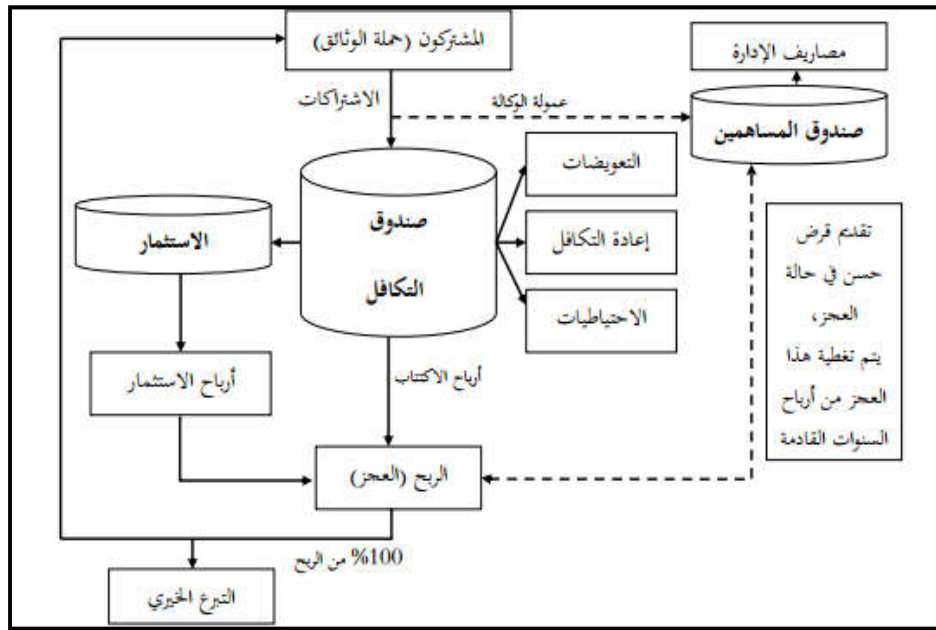 المشتركون (حملة الوثائق)
مصاريف الإدارة
الاشتراكات
عمولة الوكالة
صندوق المساهمين
التعويضات
صندوق
التكافل
الاستثمار
إعادة التكافل
الاحتياطيات
تقديم قرض
حسن في حالة
العجز،
يتم تغطية هذا
العجز من أرباح
السنوات القادمة
أرباح الاستثمار
أرباح الاكتتاب
الربح (العجز)
100% من الربح
التبرع الخيري